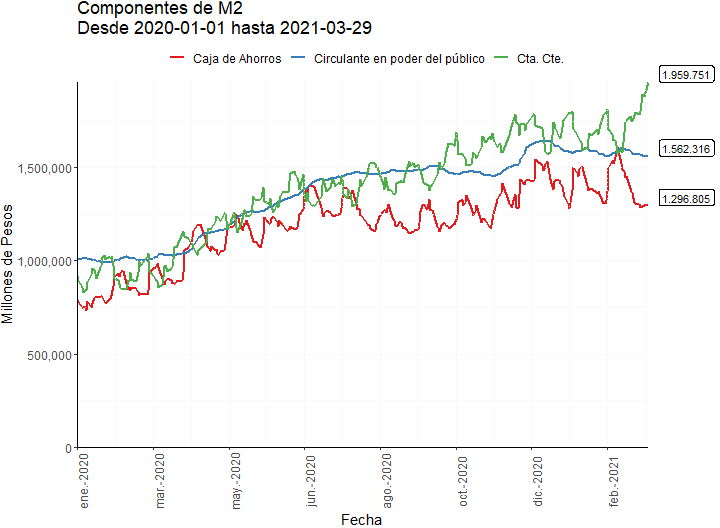 Componentes de M2
Desde 2020-01-01 hasta 2021-03-29
Caja de Ahorros Circulante en poder del público Cta. Cte.
1.959.751
1.562.316
1.296.805
Millones de Pesos
1,500,000
1,000,000
500,000
0
ene.-2020
mar.-2020
may.-2020
jun.-2020
ago.-2020
oct.-2020
dic.-2020
feb.-2021
Fecha